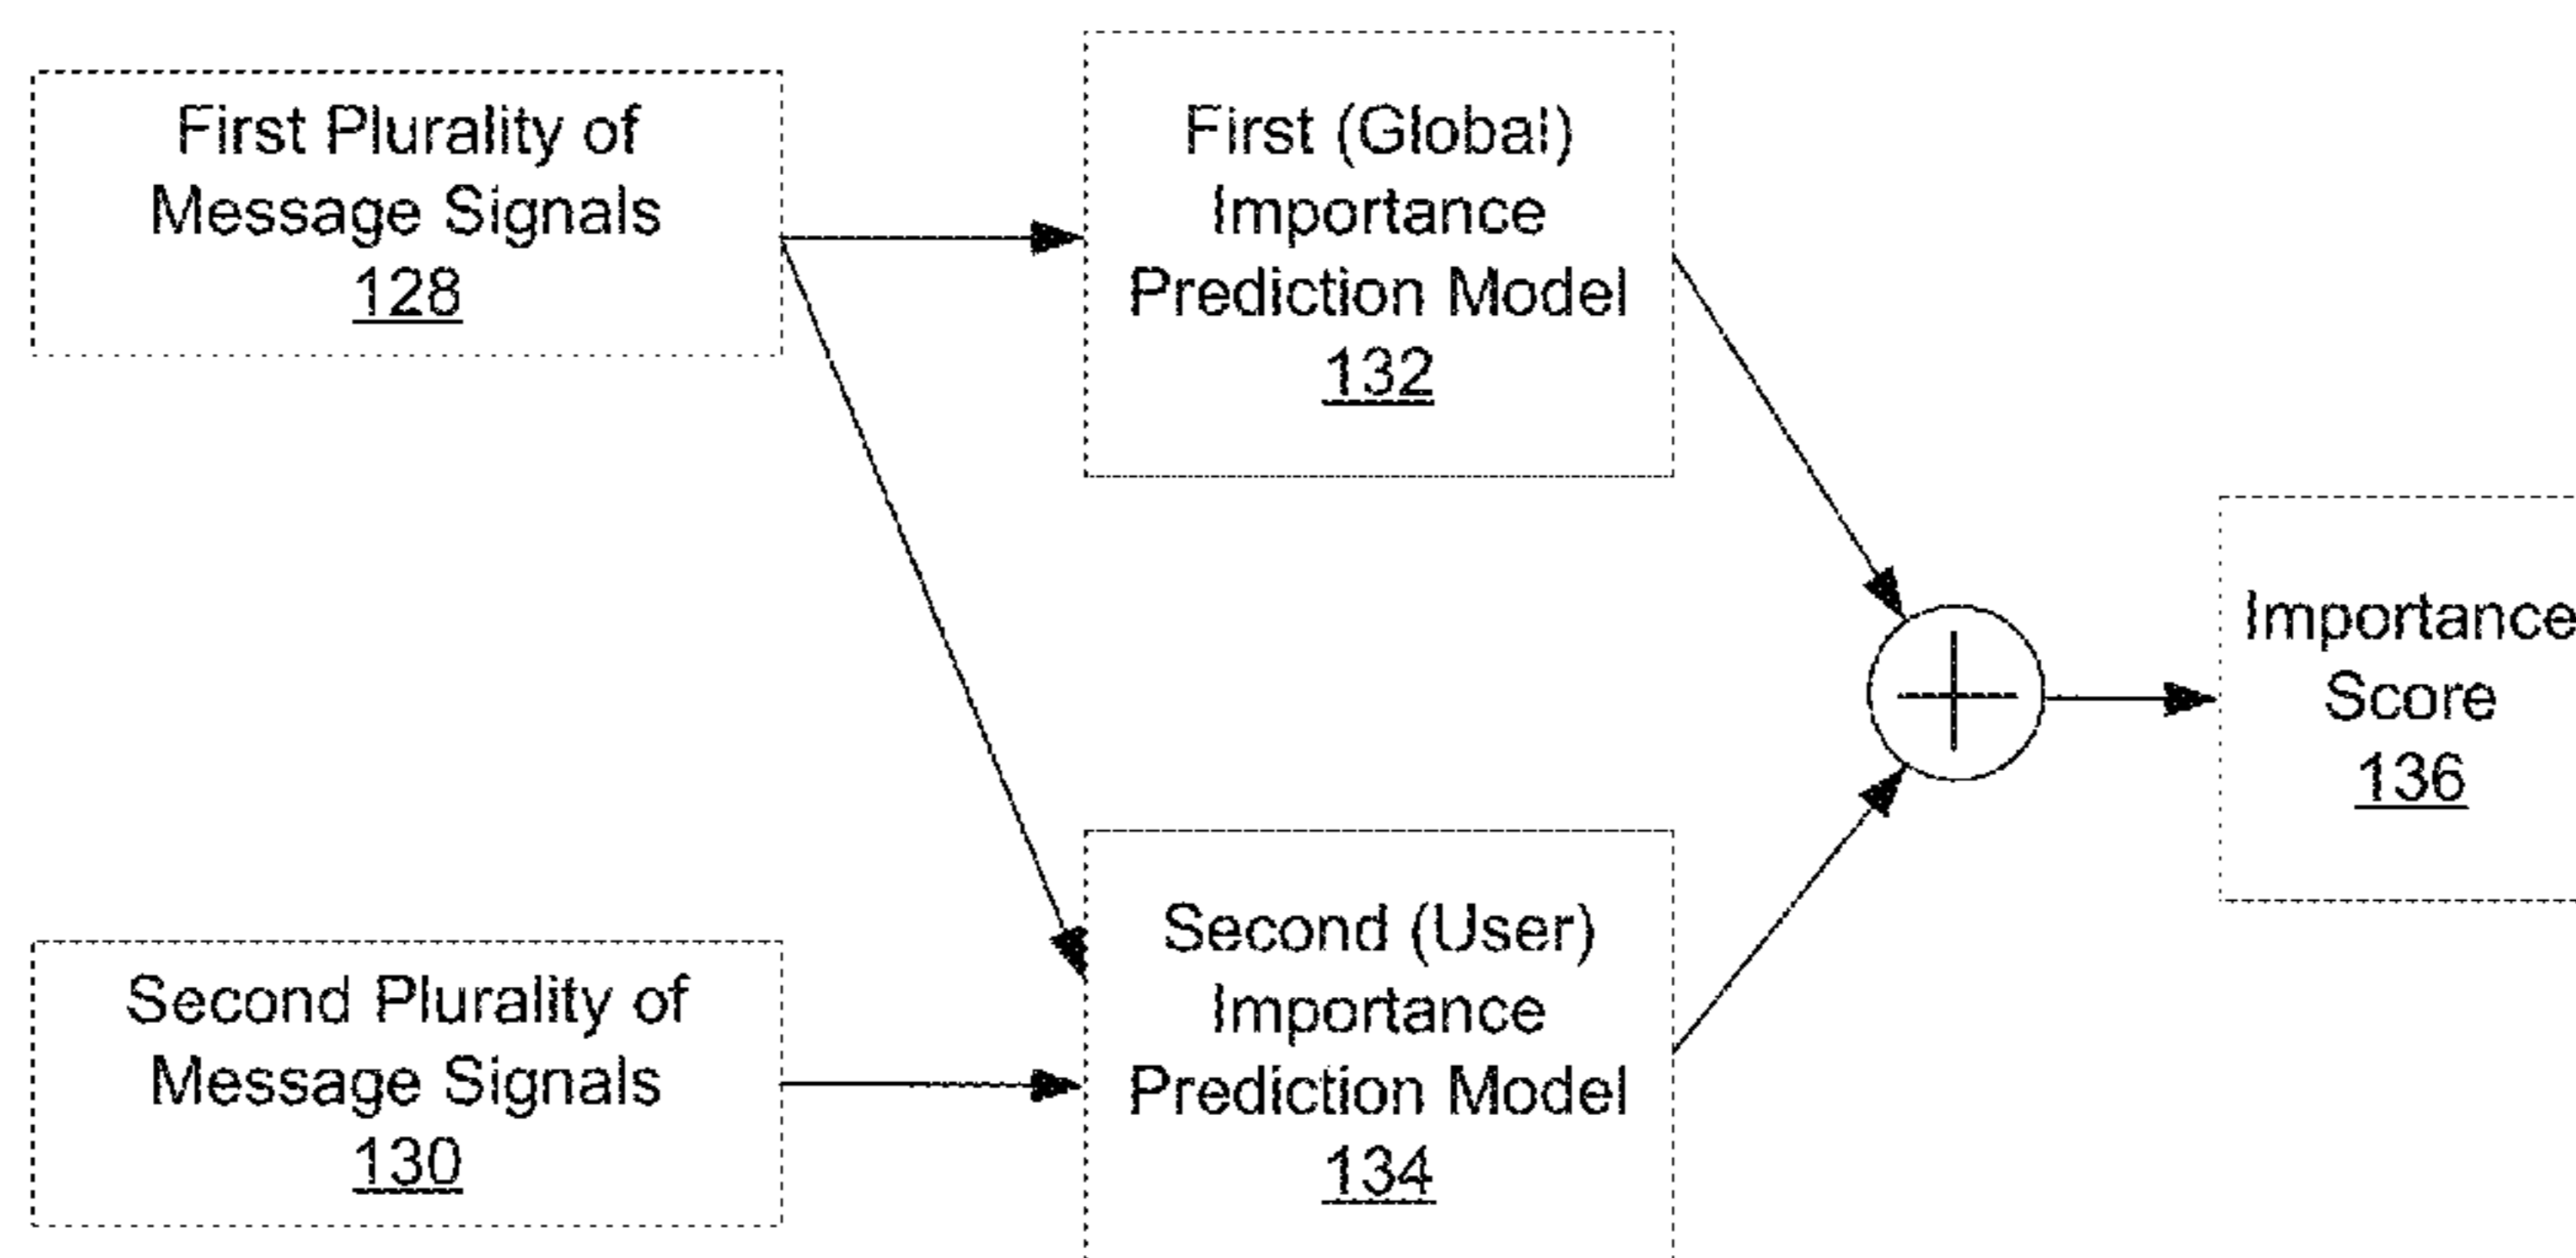 First Plurality of
Message Signals
128
First (Global)
Importance
Prediction Model
132
Importance
Score
136
Second Plurality of
Message Signals
130
Second (User)
Importance
Prediction Model
134